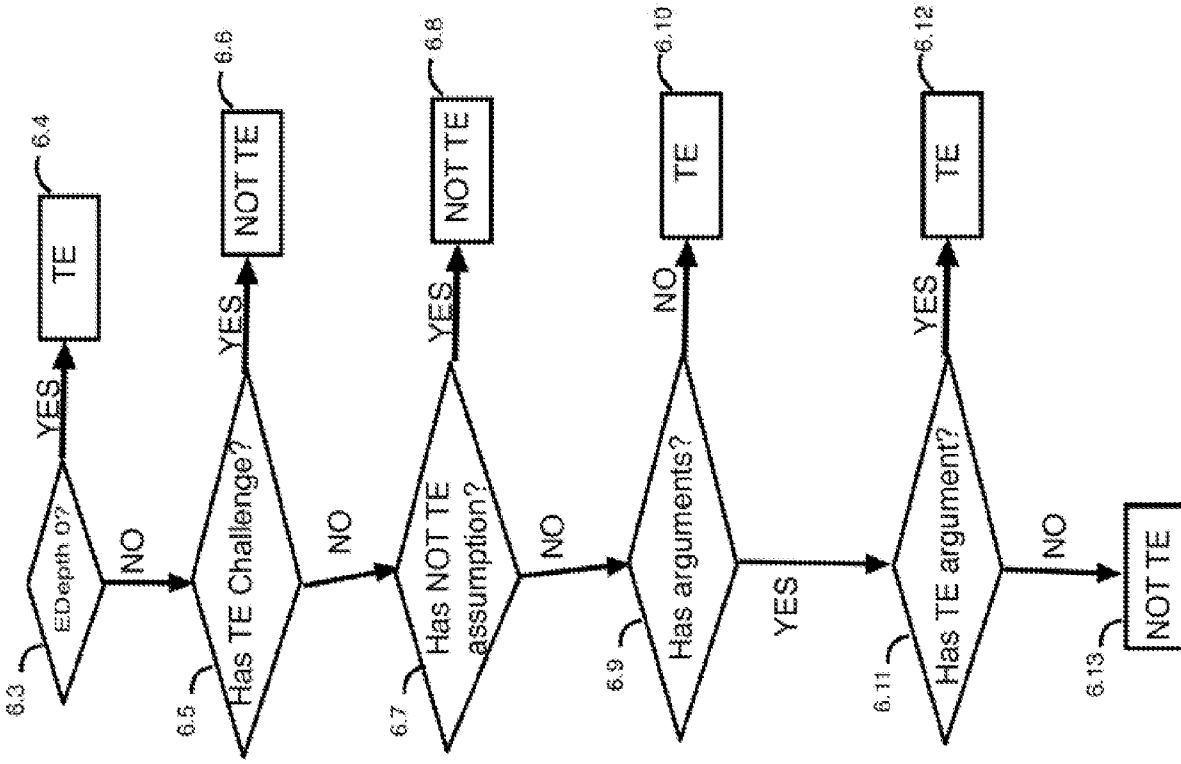 6.3
EDepth 0?
YES
TE
6.4
NO
6.5
Has TE Challenge?
YES
NOT TE
6.6
NO
6.7
Has NOT TE
assumption?
YES
NOT TE
6.8
NO
6.9
Has arguments?
NO
TE
6.10
YES
6.11
Has TE argument?
YES
TE
6.12
NO
6.13
NOT TE